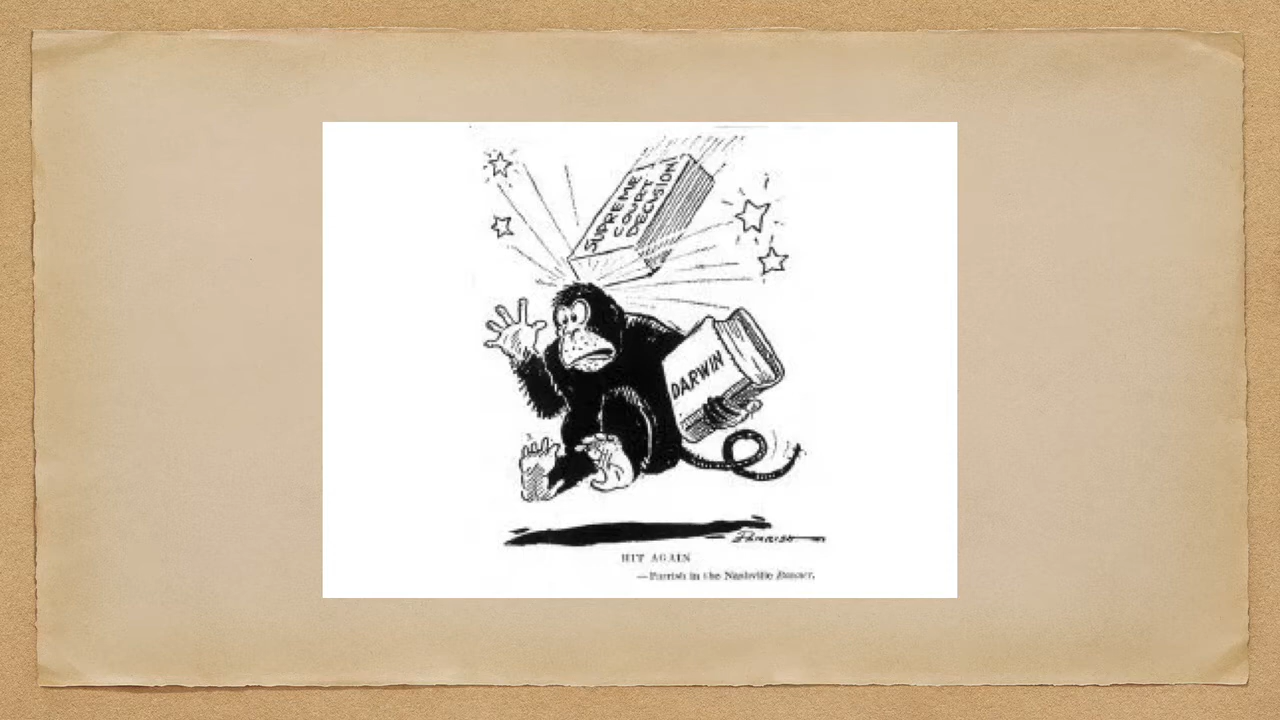 SUPREME
COURT
DECISION!
DARWIN
Parrish
HIT AGAIN
—Parrish in the Nashville Banner.